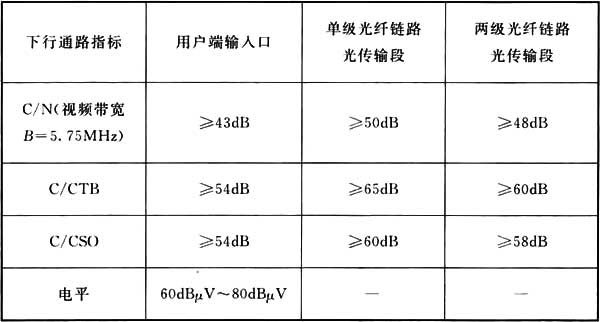 下行通路指标 用户端输入口 单级光纤链路 两级光纤链路
光传输段 光传输段
C/N(视频带宽
B=5.75MHz) ≥43dB ≥50dB ≥48dB
C/CTB ≥54dB ≥65dB ≥60dB
C/CSO ≥54dB ≥60dB ≥58dB
电平 60dBμV~80dBμV — —